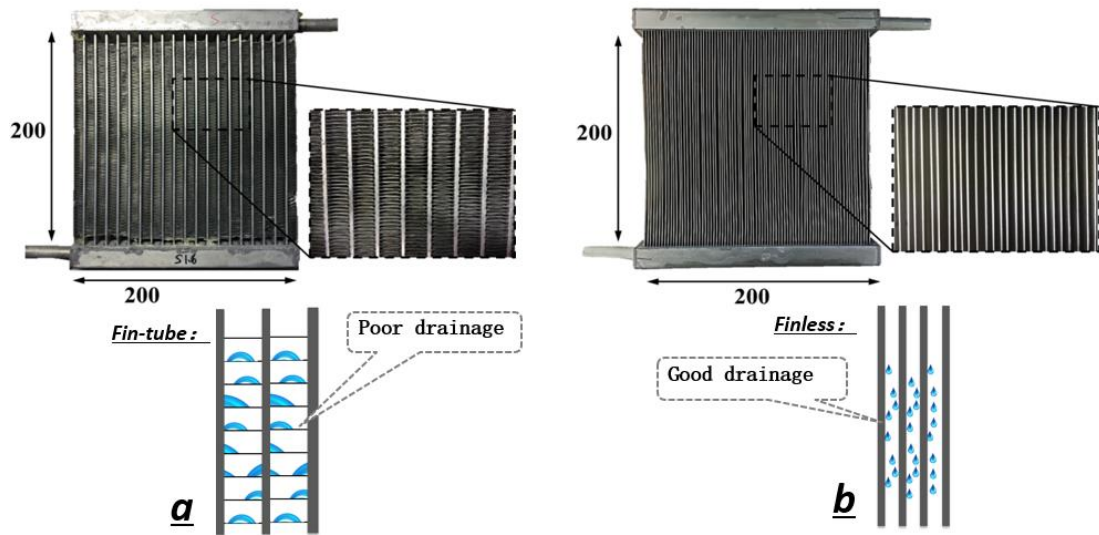 S
200
200
S16
200
200
Fin-tube：
Poor drainage
Finless：
Good drainage
a
b